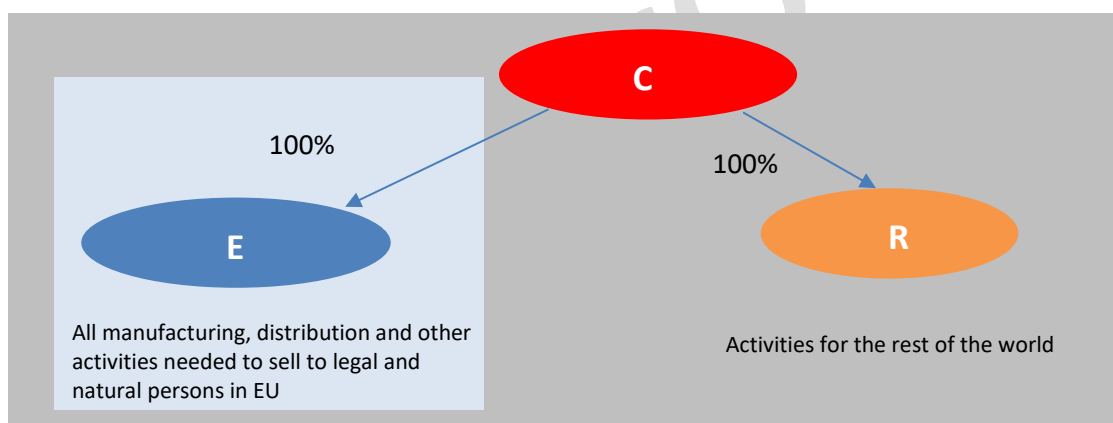 C
100%
100%
E
R
All manufacturing, distribution and other
activities needed to sell to legal and
natural persons in EU
Activities for the rest of the world